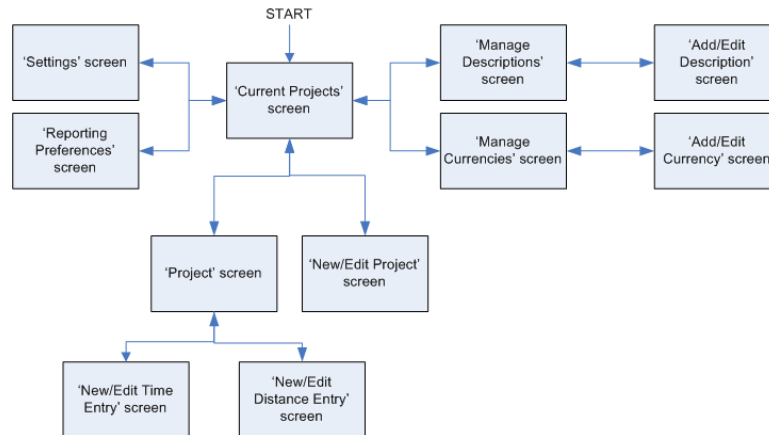 START
‘Settings’ screen
‘Current Projects’
screen
‘Manage
Descriptions’
screen
‘Add/Edit
Description’
screen
‘Reporting
Preferences’
screen
‘Manage
Currencies’ screen
‘Add/Edit
Currency’ screen
‘Project’ screen
‘New/Edit Project’
screen
‘New/Edit Time
Entry’ screen
‘New/Edit
Distance Entry’
screen